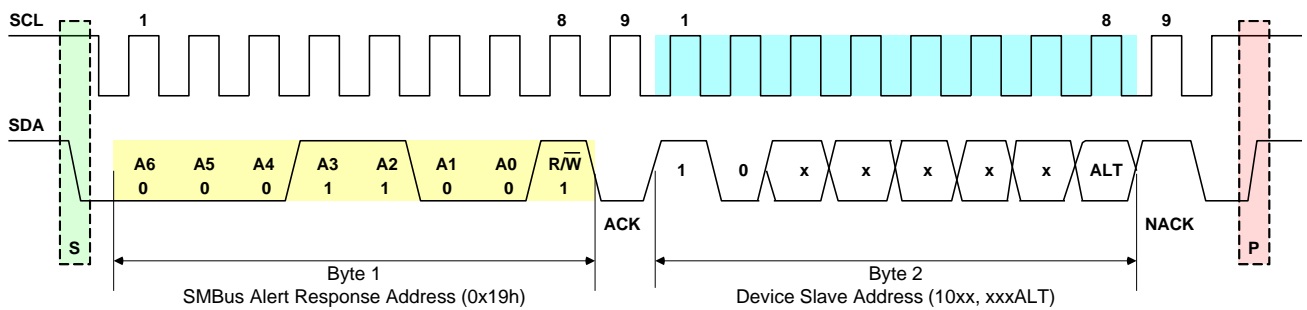 SCL 1 8 9 1 8 9
SDA
A6 A5 A4 A3 A2 A1 A0 R/W̅
0 0 0 1 1 0 0 1
1 0 x x x x x ALT
ACK NACK
S P
Byte 1 Byte 2
SMBus Alert Response Address (0x19h) Device Slave Address (10xx, xxxALT)